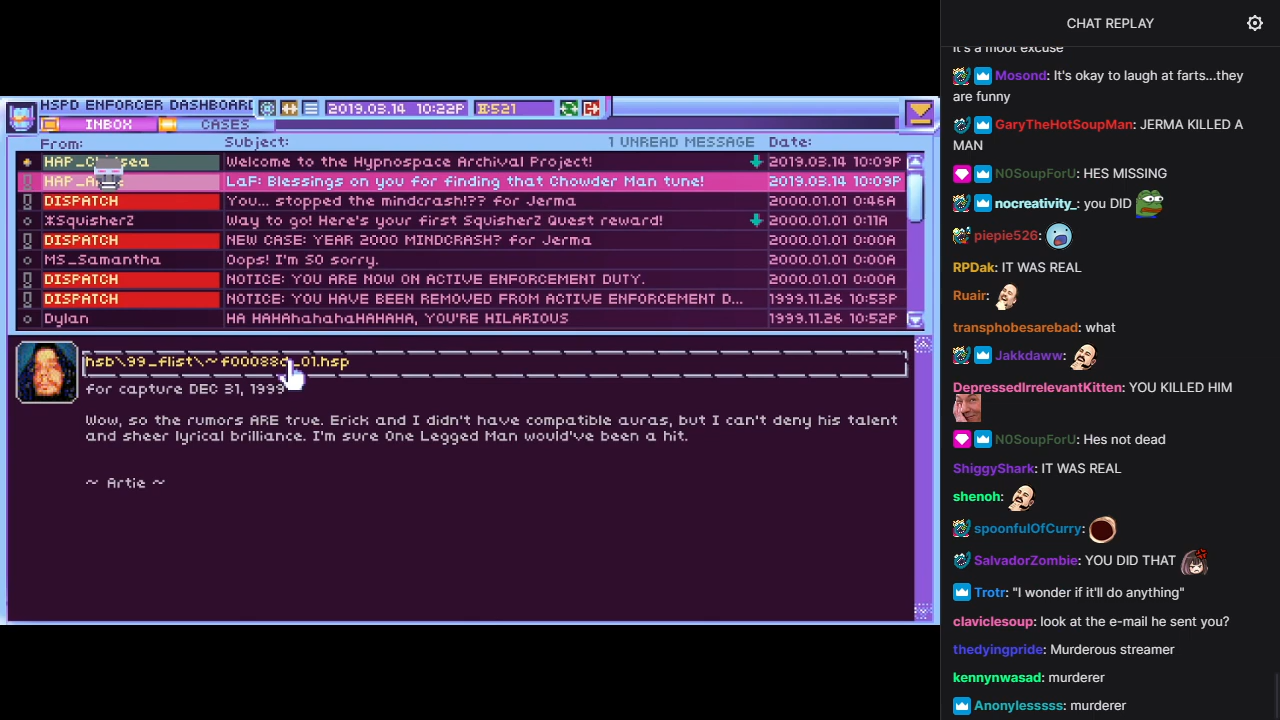 HSPD ENFORCER DASHBOARD
2019.03.14 10:22P
521
INBOX
CASES
From:
Subject:
1 UNREAD MESSAGE
Date:
Welcome to the Hypnospace Archival Project!
2019.03.14 10:09P
LaF: Blessings on you for finding that Chowder Man tune!
2019.03.14 10:09P
DISPATCH
You... stopped the mindcrash!?? for Jerma
2000.01.01 0:46A
ӜSquisherZ
Way to go! Here's your first SquisherZ Quest reward!
2000.01.01 0:11A
DISPATCH
NEW CASE: YEAR 2000 MINDCRASH? for Jerma
2000.01.01 0:00A
MS_Samantha
Oops! I'm SO sorry.
2000.01.01 0:00A
DISPATCH
NOTICE: YOU ARE NOW ON ACTIVE ENFORCEMENT DUTY.
2000.01.01 0:00A
DISPATCH
NOTICE: YOU HAVE BEEN REMOVED FROM ACTIVE ENFORCEMENT D...
1999.11.26 10:53P
Dylan
HA HAHAhahahaHAHAHA, YOU'RE HILARIOUS
1999.11.26 10:52P
hsb\99_flist\~f00088d_01.hsp
for capture DEC 31, 1999
Wow, so the rumors ARE true. Erick and I didn't have compatible auras, but I can't deny his talent
and sheer lyrical brilliance. I'm sure One Legged Man would've been a hit.
~ Artie ~
CHAT REPLAY
it's a moot excuse
Mosond: It's okay to laugh at farts...they
are funny
GaryTheHotSoupMan: JERMA KILLED A
MAN
N0SoupForU: HES MISSING
nocreativity_: you DID
piepie526:
RPDak: IT WAS REAL
Ruair:
transphobesarebad: what
Jakkdaww:
DepressedIrrelevantKitten: YOU KILLED HIM
N0SoupForU: Hes not dead
ShiggyShark: IT WAS REAL
shenoh:
spoonfulOfCurry:
SalvadorZombie: YOU DID THAT
Trotr: "I wonder if it'll do anything"
claviclesoup: look at the e-mail he sent you?
thedyingpride: Murderous streamer
kennynwasad: murderer
Anonylesssss: murderer